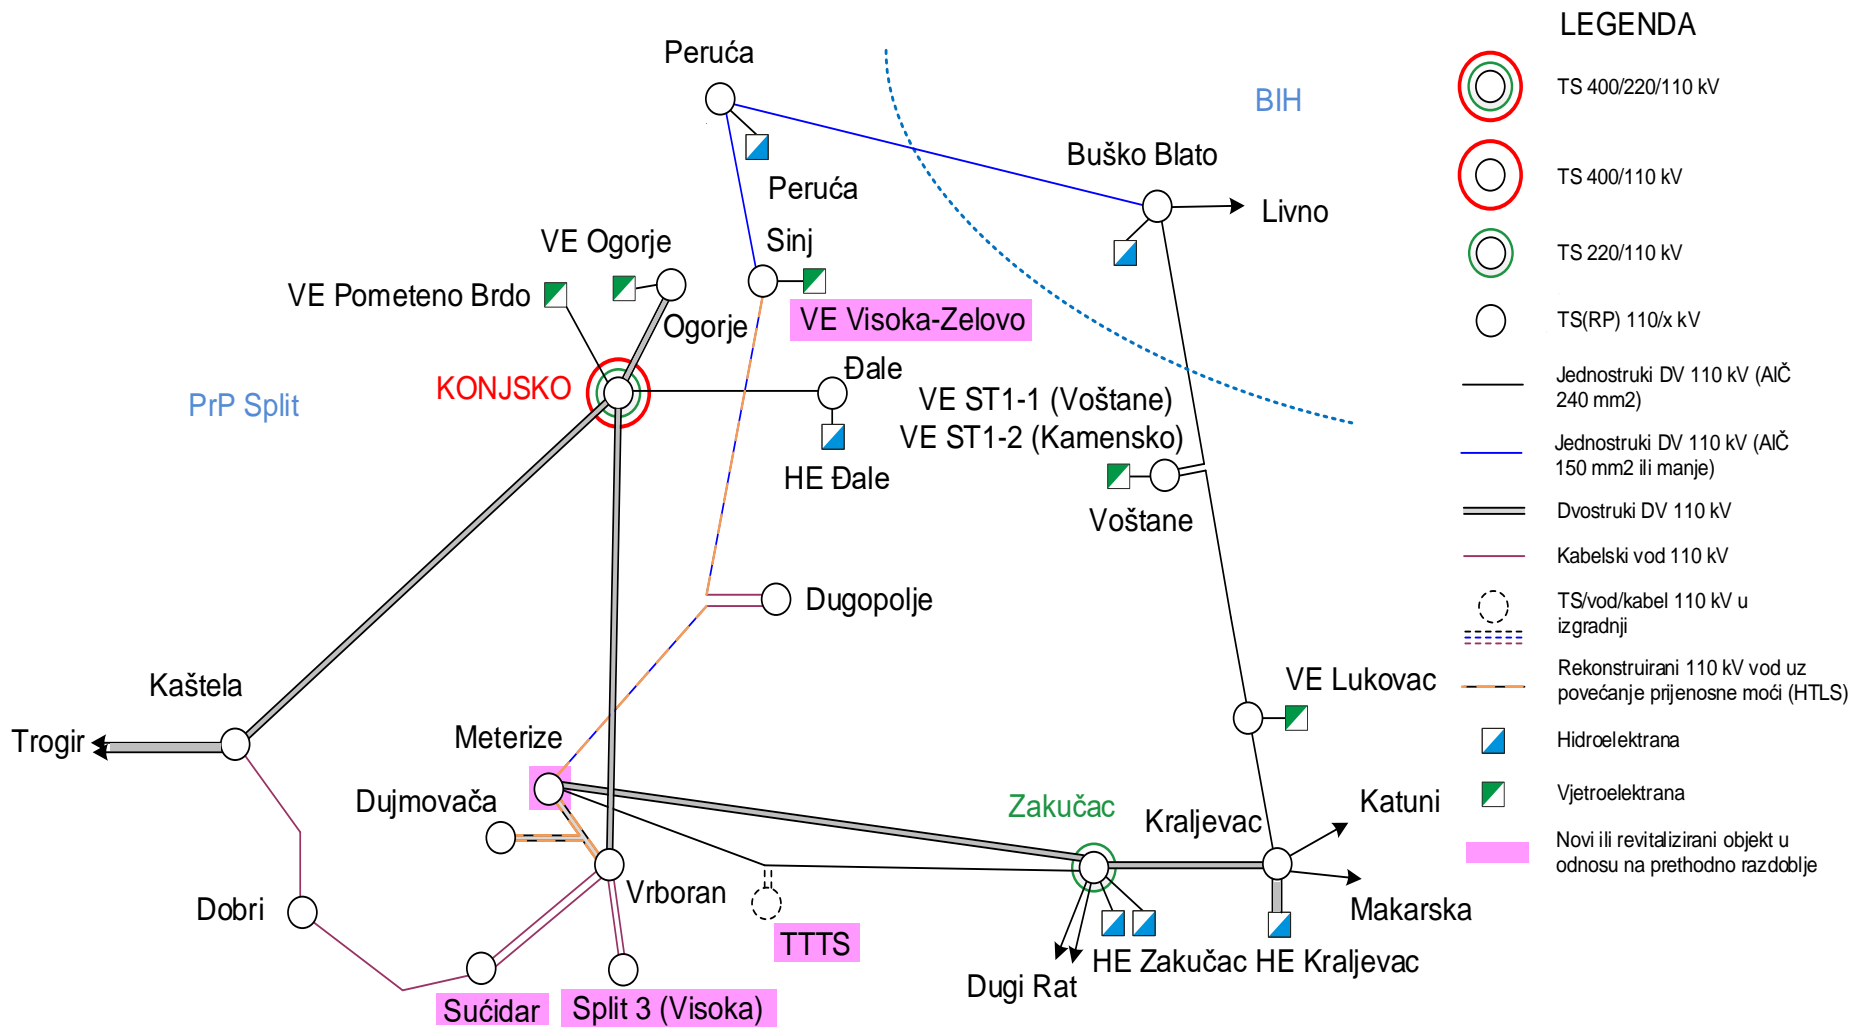 LEGENDA
Peruća
TS 400/220/110 kV
BIH
Buško Blato
TS 400/110 kV
Peruća
Livno
VE Ogorje
Sinj
TS 220/110 kV
VE Pometeno Brdo
Ogorje
VE Visoka-Zelovo
TS(RP) 110/x kV
KONJSKO
Đale
PrP Split
VE ST1-1 (Voštane)
VE ST1-2 (Kamensko)
Jednostruki DV 110 kV (AlČ
240 mm2)
HE Đale
Jednostruki DV 110 kV (AlČ
150 mm2 ili manje)
Voštane
Dvostruki DV 110 kV
Kabelski vod 110 kV
Dugopolje
TS/vod/kabel 110 kV u
izgradnji
Kaštela
VE Lukovac
Rekonstruirani 110 kV vod uz
povećanje prijenosne moći (HTLS)
Trogir
Meterize
Hidroelektrana
Dujmovača
Zakučac
Kraljevac
Katuni
Vjetroelektrana
Novi ili revitalizirani objekt u
odnosu na prethodno razdoblje
Vrboran
Dobri
Makarska
TTTS
HE Zakučac
HE Kraljevac
Dugi Rat
Sućidar
Split 3 (Visoka)